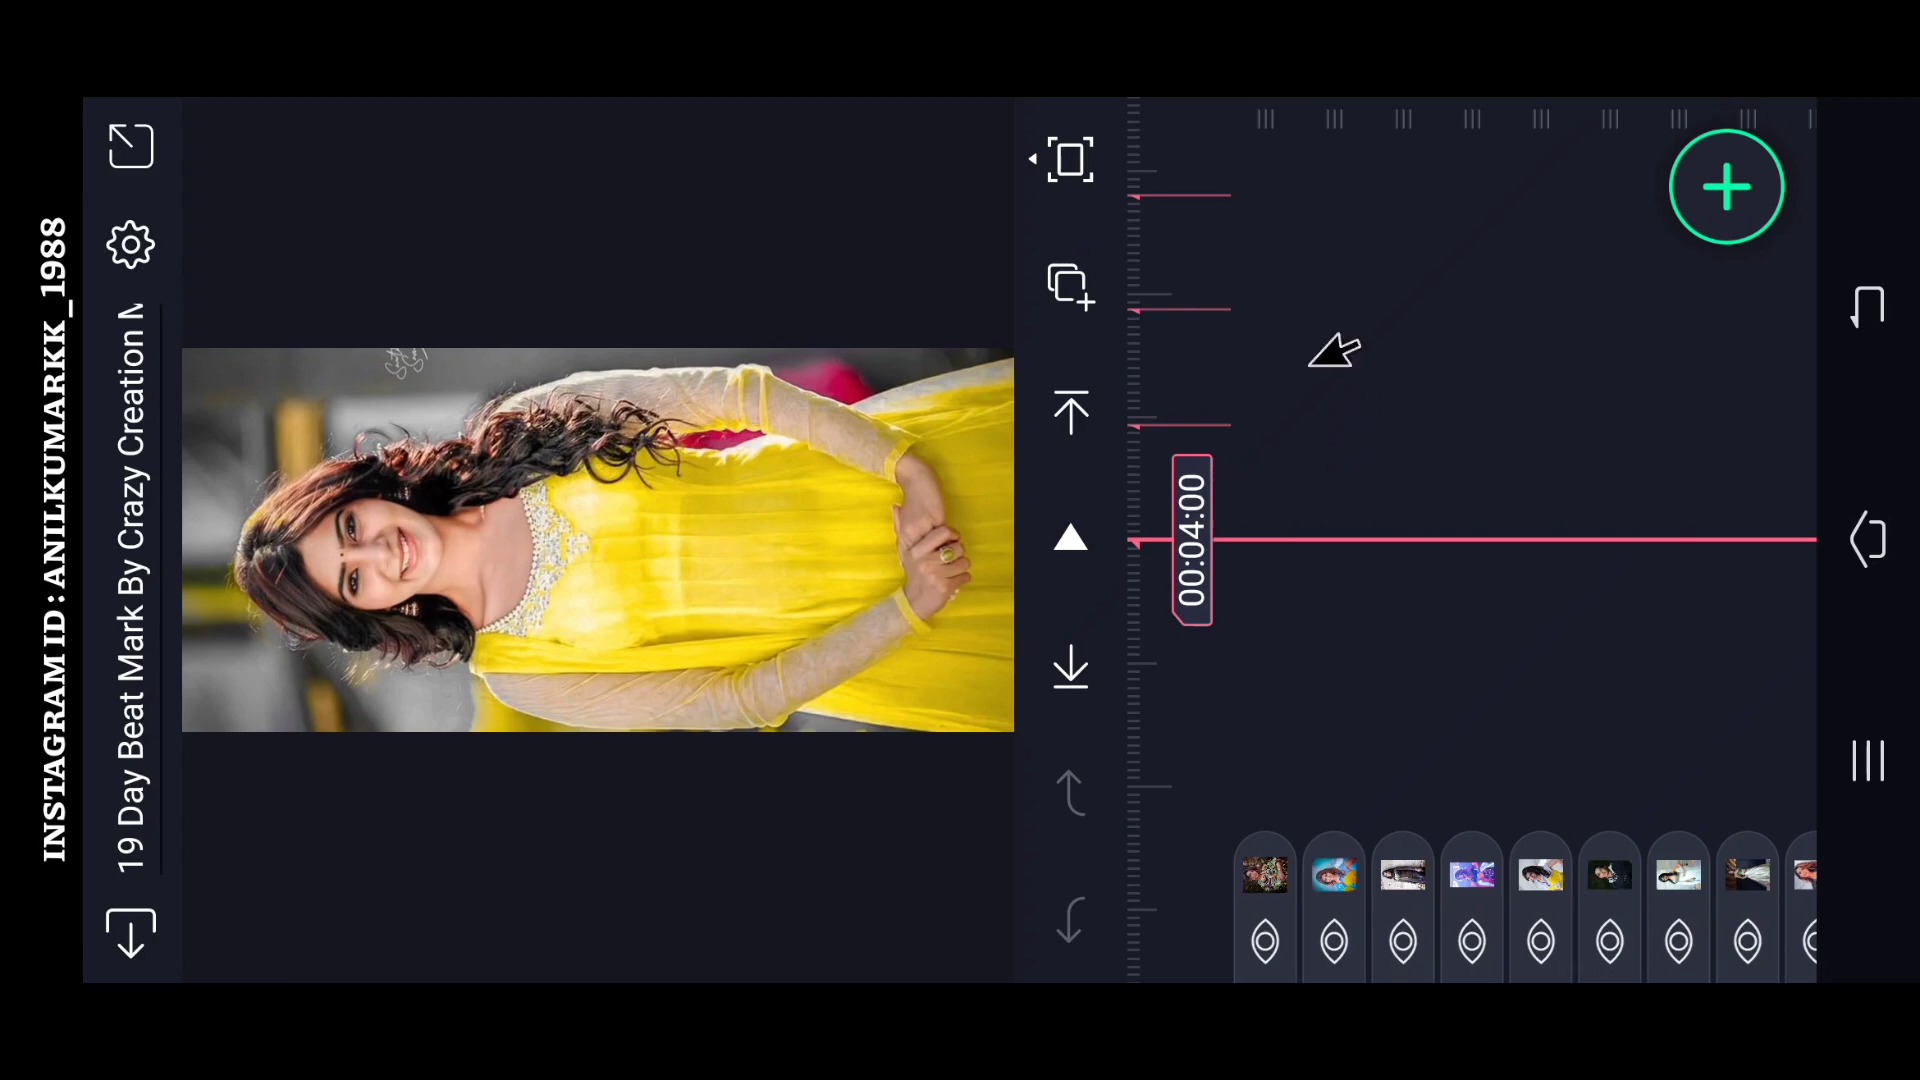 INSTAGRAM ID : ANILKUMARKK_1988
19 Day Beat Mark By Crazy Creation
00:04:00